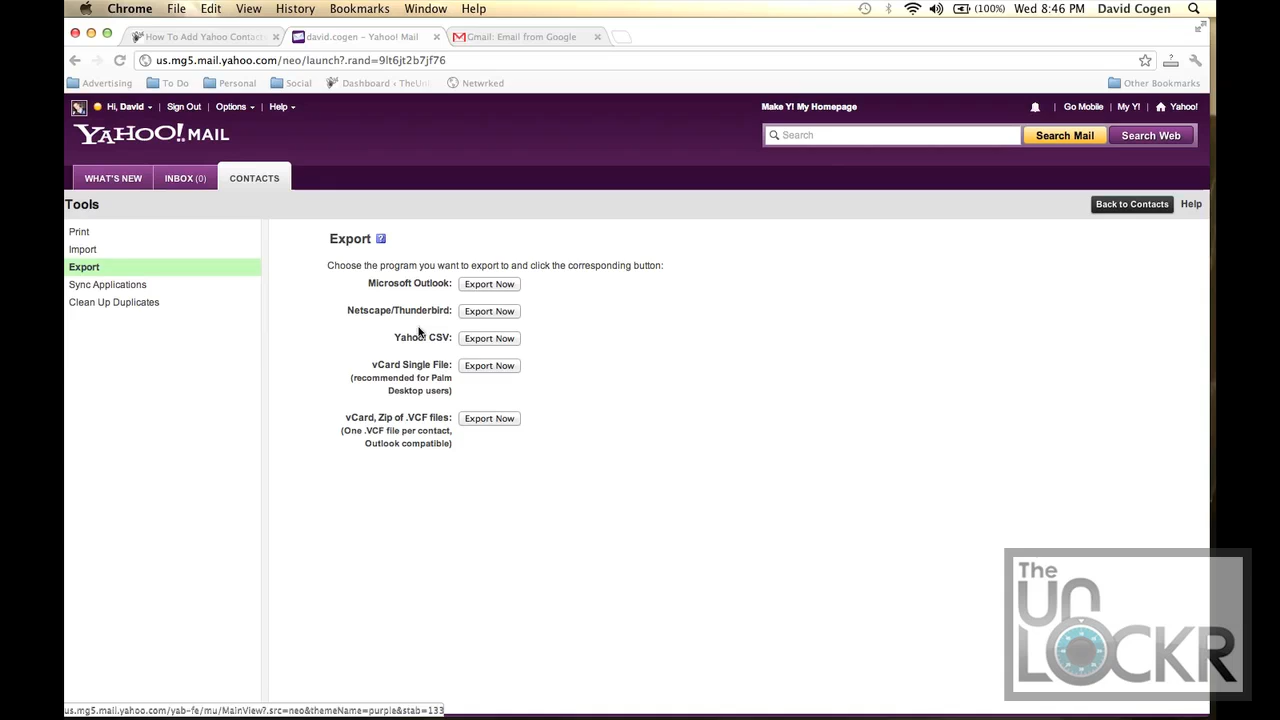 Chrome File Edit View History Bookmarks Window Help (100%) Wed 8:46 PM David Cogen
How To Add Yahoo Contact david.cogen – Yahoo! Mail Gmail: Email from Google
us.mg5.mail.yahoo.com/neo/launch?.rand=9lt6jt2b7jf76
Advertising To Do Personal Social Dashboard ‹ TheUn Netwrked Other Bookmarks
Hi, David Sign Out Options Help Make Y! My Homepage Go Mobile My Y! Yahoo!
YAHOO! MAIL Search Search Mail Search Web
WHAT'S NEW INBOX (0) CONTACTS
Tools Back to Contacts Help
Print
Import
Export
Sync Applications
Clean Up Duplicates
Export ?
Choose the program you want to export to and click the corresponding button:
Microsoft Outlook: Export Now
Netscape/Thunderbird: Export Now
Yahoo! CSV: Export Now
vCard Single File: Export Now
(recommended for Palm
Desktop users)
vCard, Zip of .VCF files: Export Now
(One .VCF file per contact,
Outlook compatible)
The
UN
LOCKR
us.mg5.mail.yahoo.com/yab-fe/mu/MainView?.src=neo&themeName=purple&stab=133